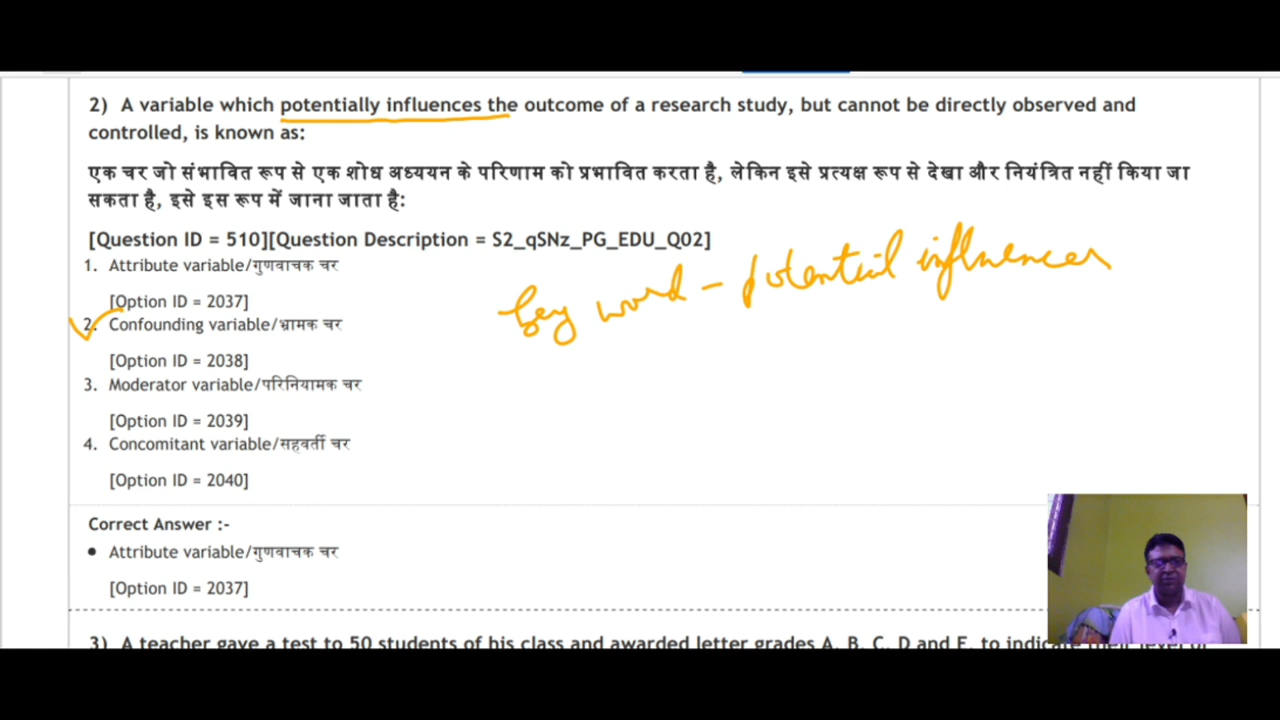 2) A variable which potentially influences the outcome of a research study, but cannot be directly observed and
controlled, is known as:
एक चर जो संभावित रूप से एक शोध अध्ययन के परिणाम को प्रभावित करता है, लेकिन इसे प्रत्यक्ष रूप से देखा और नियंत्रित नहीं किया जा
सकता है, इसे इस रूप में जाना जाता है:
[Question ID = 510][Question Description = S2_qSNz_PG_EDU_Q02]
1. Attribute variable/गुणवाचक चर
[Option ID = 2037]
key word - potential influences
2. Confounding variable/भ्रामक चर
[Option ID = 2038]
3. Moderator variable/परिनियामक चर
[Option ID = 2039]
4. Concomitant variable/सहवर्ती चर
[Option ID = 2040]
Correct Answer :-
• Attribute variable/गुणवाचक चर
[Option ID = 2037]
3) A teacher gave a test to 50 students of his class and awarded letter grades A, B, C, D and E, to indicate their level of